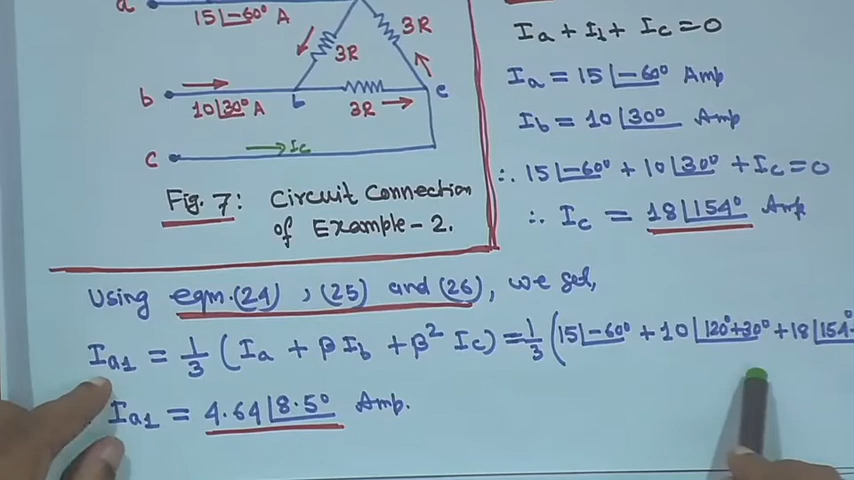 a
15∠-60° A
3R
3R
b
10∠30° A
b
3R
c
c
Ic
Fig. 7: Circuit Connection
of Example-2.
Ia + Ib + Ic = 0
Ia = 15∠-60° Amp
Ib = 10∠30° Amp
∴ 15∠-60° + 10∠30° + Ic = 0
∴ Ic = 18∠154° Amp
Using eqn.(24), (25) and (26), we get,
Ia1 = 1/3 (Ia + βIb + β² Ic) = 1/3 (15∠-60° + 10∠120°+30° + 18∠154°
Ia1 = 4.64∠8.5° Amp.